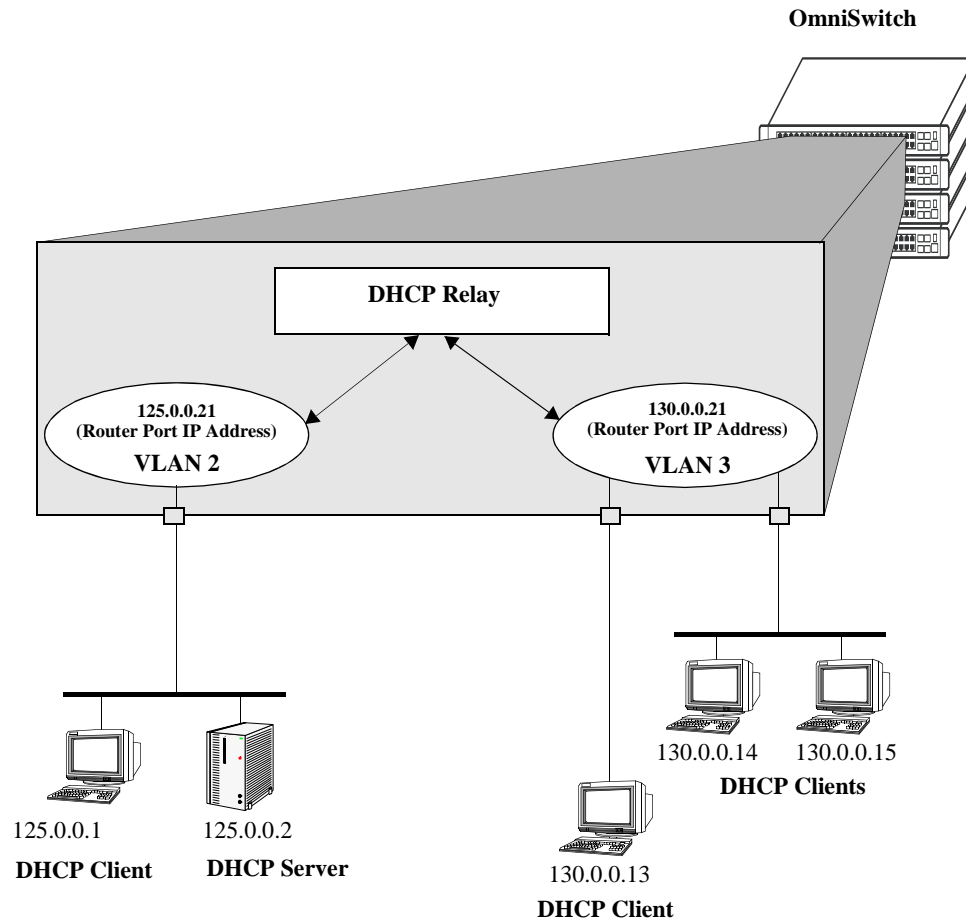 OmniSwitch
DHCP Relay
125.0.0.21
(Router Port IP Address)
VLAN 2
130.0.0.21
(Router Port IP Address)
VLAN 3
130.0.0.14
130.0.0.15
DHCP Clients
125.0.0.1
DHCP Client
125.0.0.2
DHCP Server
130.0.0.13
DHCP Client